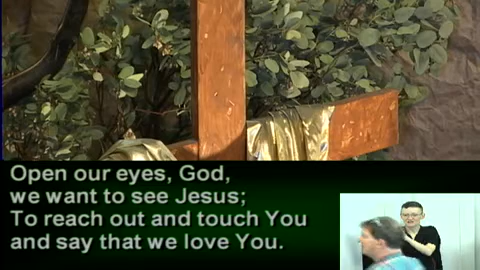 Open our eyes, God,
we want to see Jesus;
To reach out and touch You
and say that we love You.